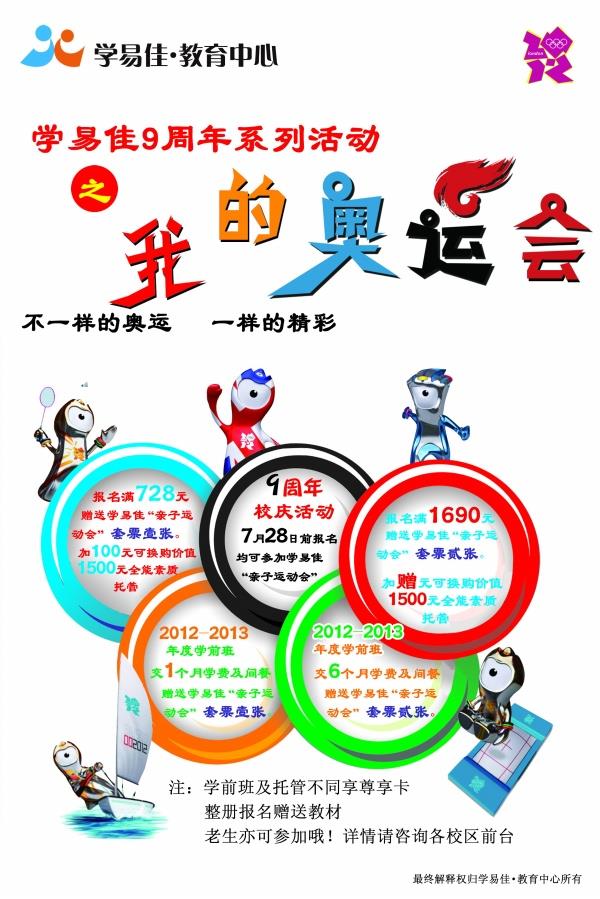 学易佳·教育中心
london
学易佳9周年系列活动
之
我的奥运会
不一样的奥运 一样的精彩
报名满728元
赠送学易佳“亲子运
动会”套票壹张。
加100元可换购价值
1500元全能素质
托管
9周年
校庆活动
7月28日前报名
均可参加学易佳
“亲子运动会”
报名满1690元
赠送学易佳“亲子运
动会”套票贰张。
加赠元可换购价值
1500元全能素质
托管
2012-2013
年度学前班
交1个月学费及间餐
赠送学易佳“亲子运
动会”套票壹张。
2012-2013
年度学前班
交6个月学费及间餐
赠送学易佳“亲子运
动会”套票贰张。
注：学前班及托管不同享尊享卡
整册报名赠送教材
老生亦可参加哦！详情请咨询各校区前台
最终解释权归学易佳·教育中心所有